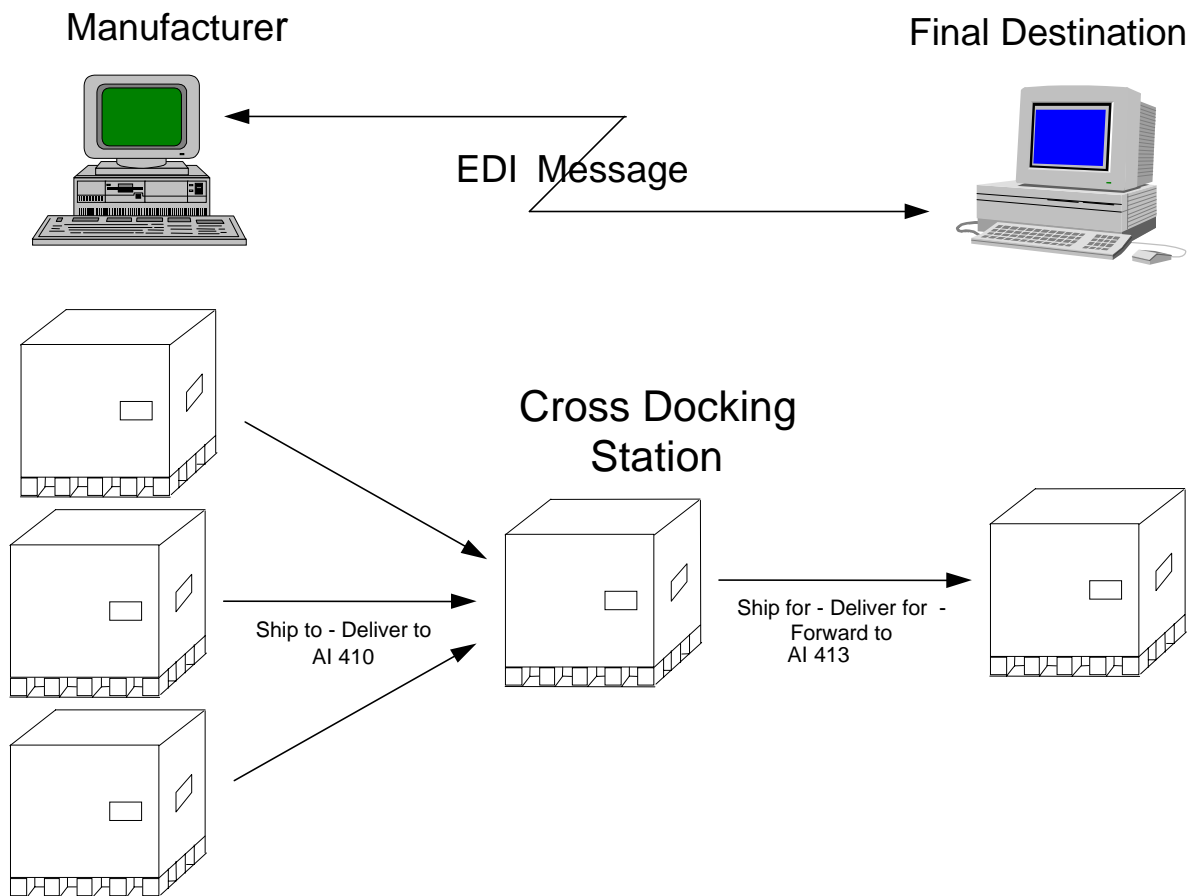 Manufacturer
Final Destination
EDI Message
Cross Docking
Station
Ship to - Deliver to
AI 410
Ship for - Deliver for -
Forward to
AI 413